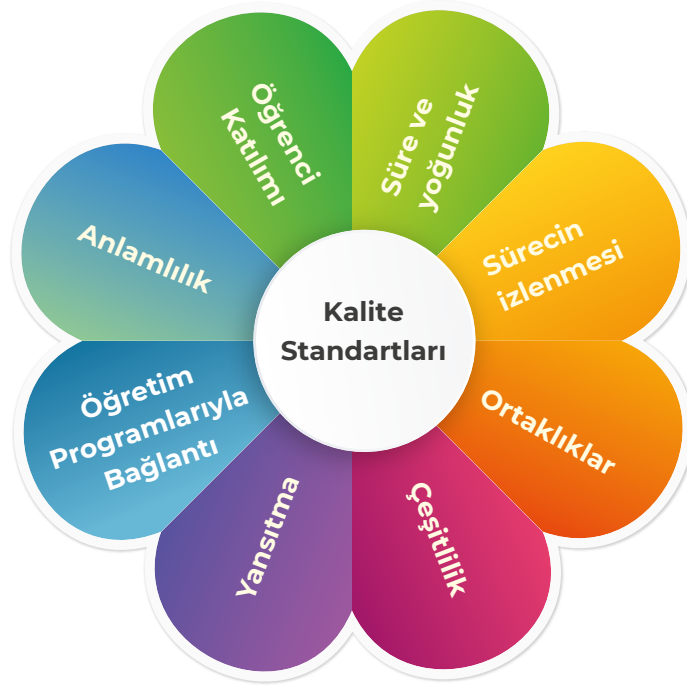 Kalite
Standartları
Süre ve
yoğunluk
Sürecin
izlenmesi
Ortaklıklar
Çeşitlilik
Yansıtma
Öğretim
Programlarıyla
Bağlantı
Anlamlılık
Öğrenci
Katılımı